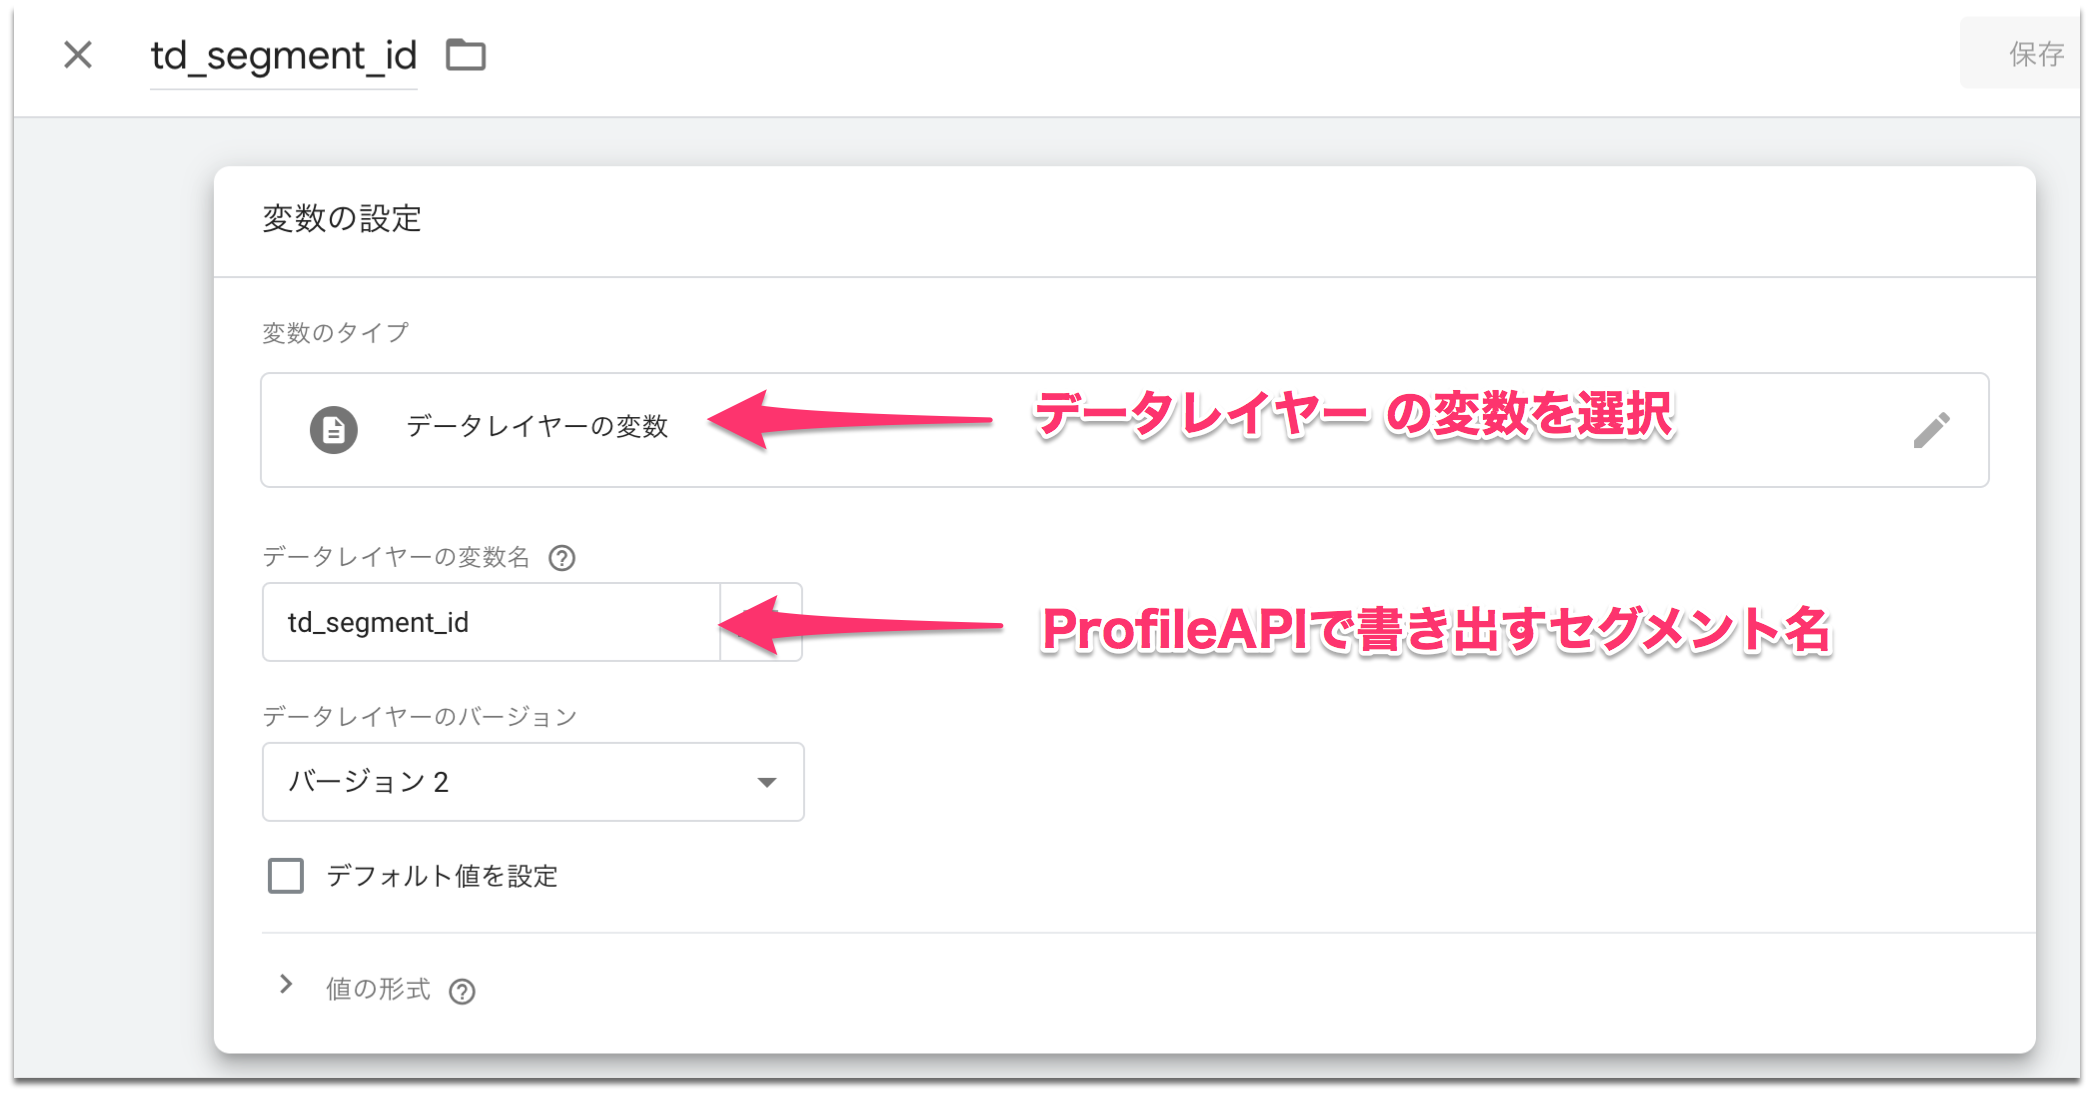 td_segment_id
保存
変数の設定
変数のタイプ
データレイヤーの変数
データレイヤー の変数を選択
データレイヤーの変数名
td_segment_id
ProfileAPIで書き出すセグメント名
データレイヤーのバージョン
バージョン 2
デフォルト値を設定
値の形式